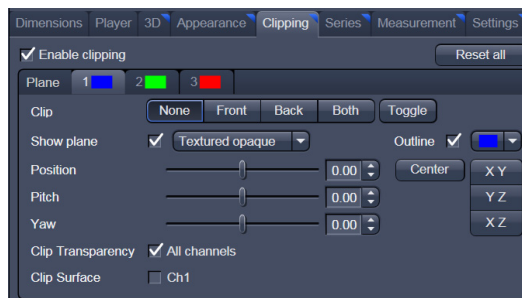 Dimensions Player 3D Appearance Clipping Series Measurement Settings
Enable clipping Reset all
Plane 1 2 3
Clip None Front Back Both Toggle
Show plane Textured opaque Outline
Position 0.00 Center X Y
Pitch 0.00 Y Z
Yaw 0.00 X Z
Clip Transparency All channels
Clip Surface Ch1